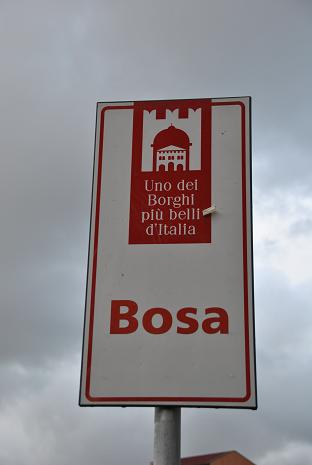 Uno dei
Borghi
più belli
d'Italia
Bosa